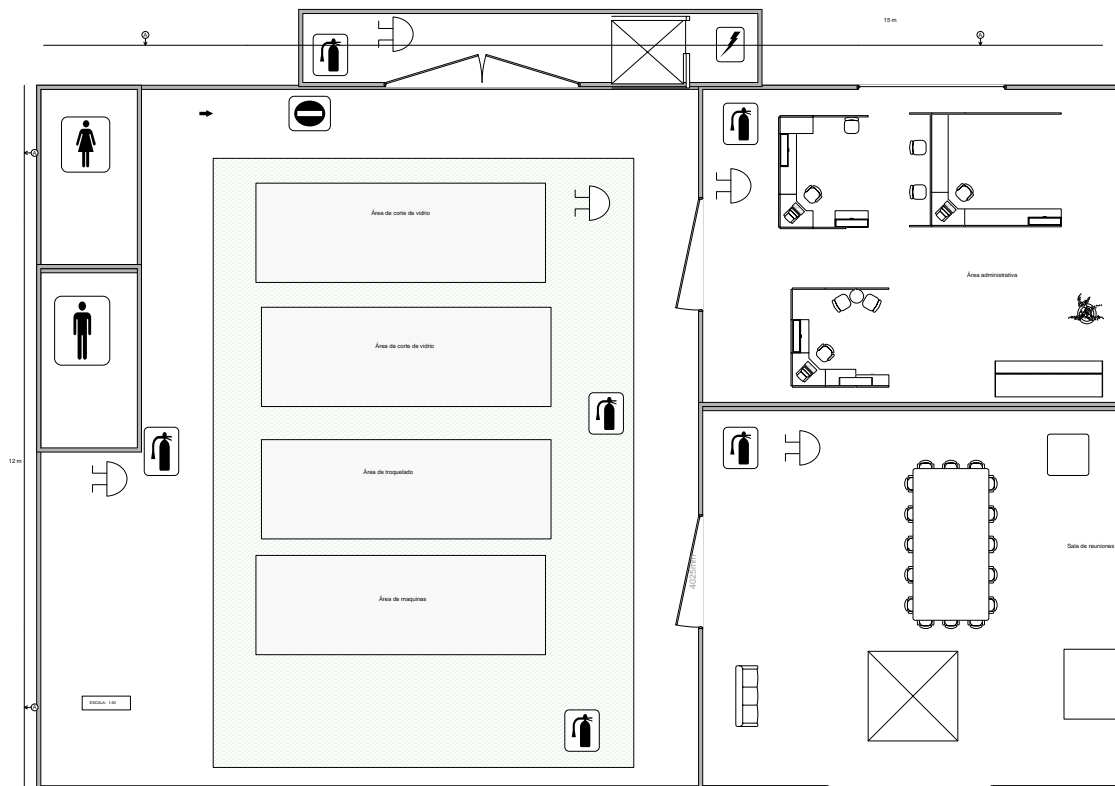 15 m
A
A
A
Área de corte de vidrio
Área administrativa
Área de corte de vidrio
12 m
Área de troquelado
Sala de reuniones
4025mm
Área de maquinas
ESCALA: 1:50
A